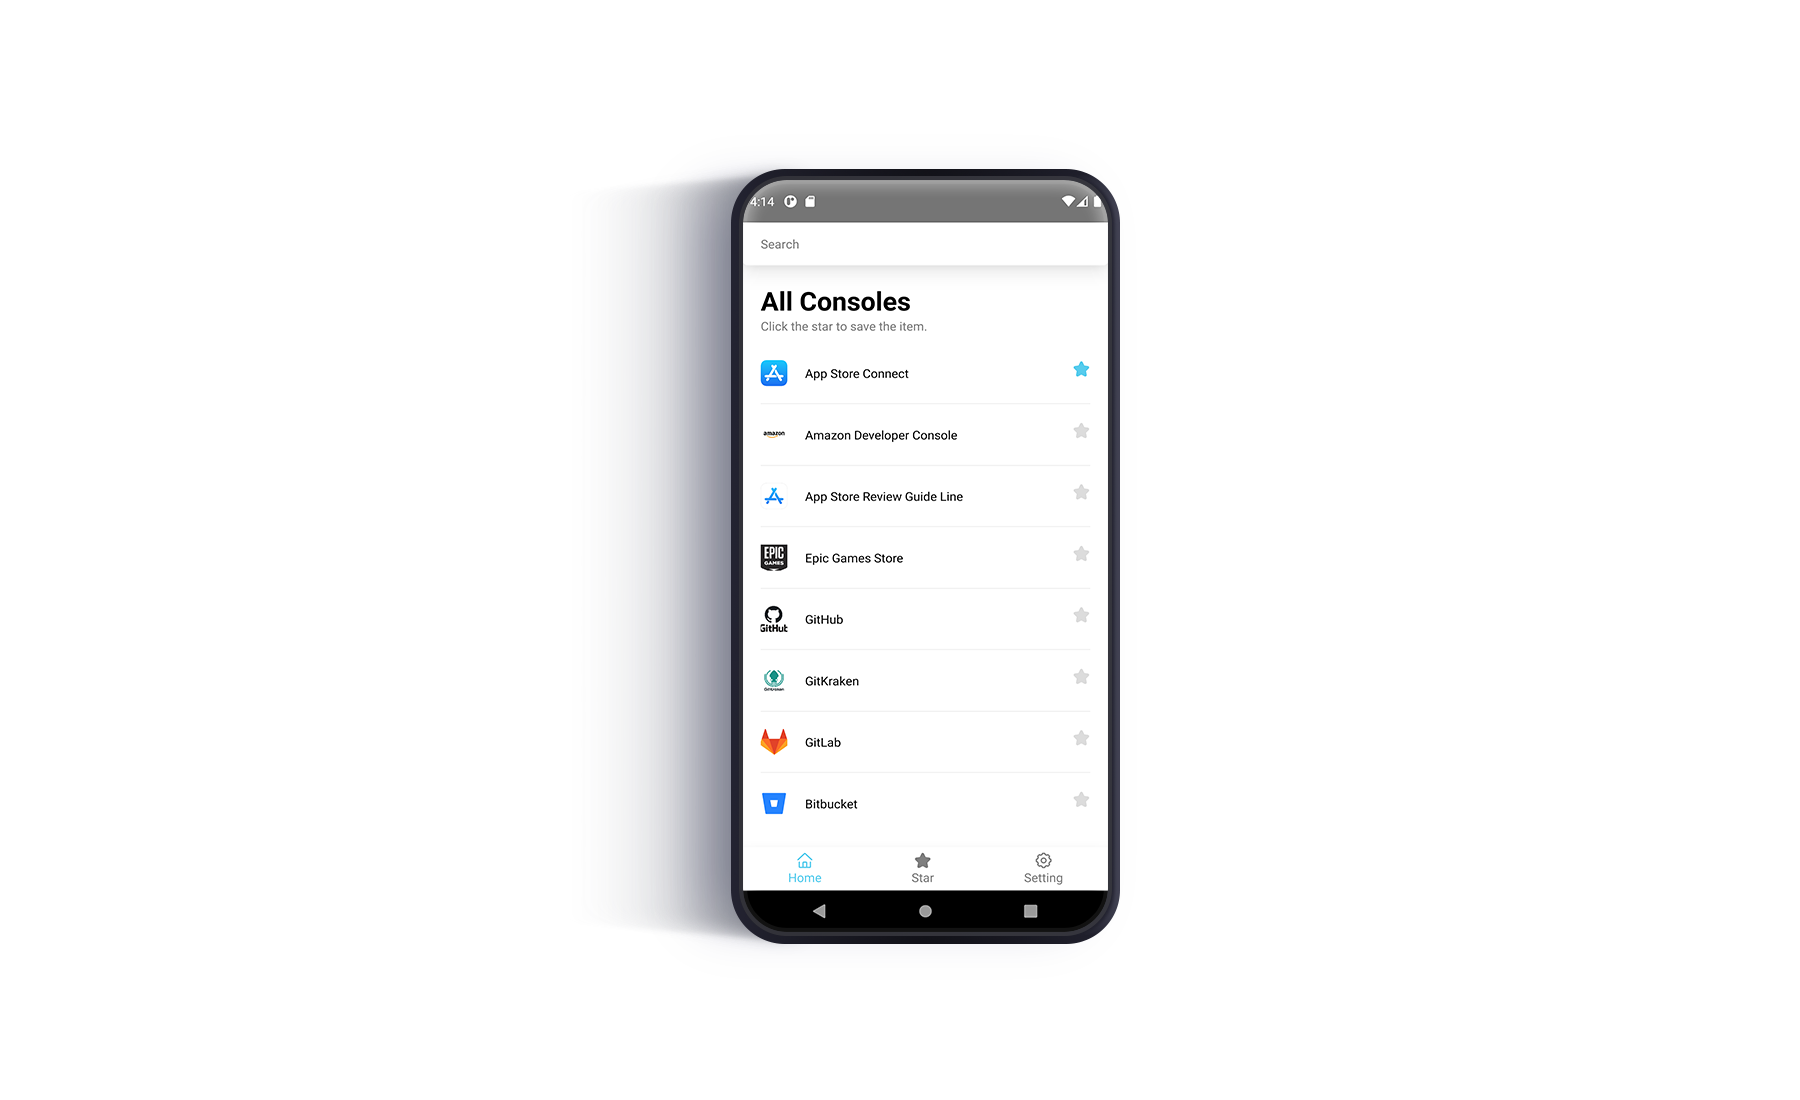 4:14
Search
All Consoles
Click the star to save the item.
App Store Connect
amazon
Amazon Developer Console
App Store Review Guide Line
EPIC
GAMES
Epic Games Store
GitHub
GitHub
GitKraken
GitKraken
GitLab
Bitbucket
Home
Star
Setting